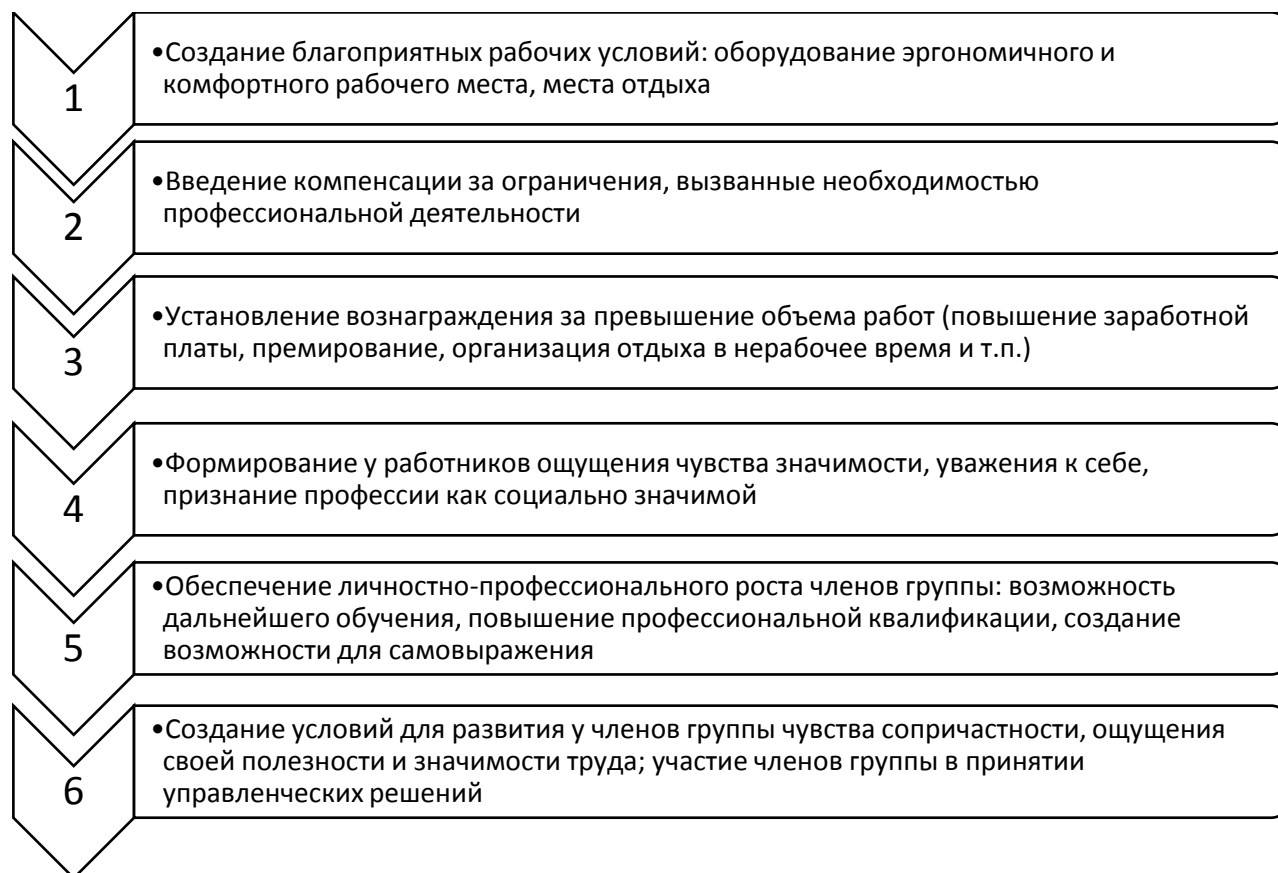 1
•Создание благоприятных рабочих условий: оборудование эргономичного и
комфортного рабочего места, места отдыха
2
•Введение компенсации за ограничения, вызванные необходимостью
профессиональной деятельности
3
•Установление вознаграждения за превышение объема работ (повышение заработной
платы, премирование, организация отдыха в нерабочее время и т.п.)
4
•Формирование у работников ощущения чувства значимости, уважения к себе,
признание профессии как социально значимой
5
•Обеспечение личностно-профессионального роста членов группы: возможность
дальнейшего обучения, повышение профессиональной квалификации, создание
возможности для самовыражения
6
•Создание условий для развития у членов группы чувства сопричастности, ощущения
своей полезности и значимости труда; участие членов группы в принятии
управленческих решений